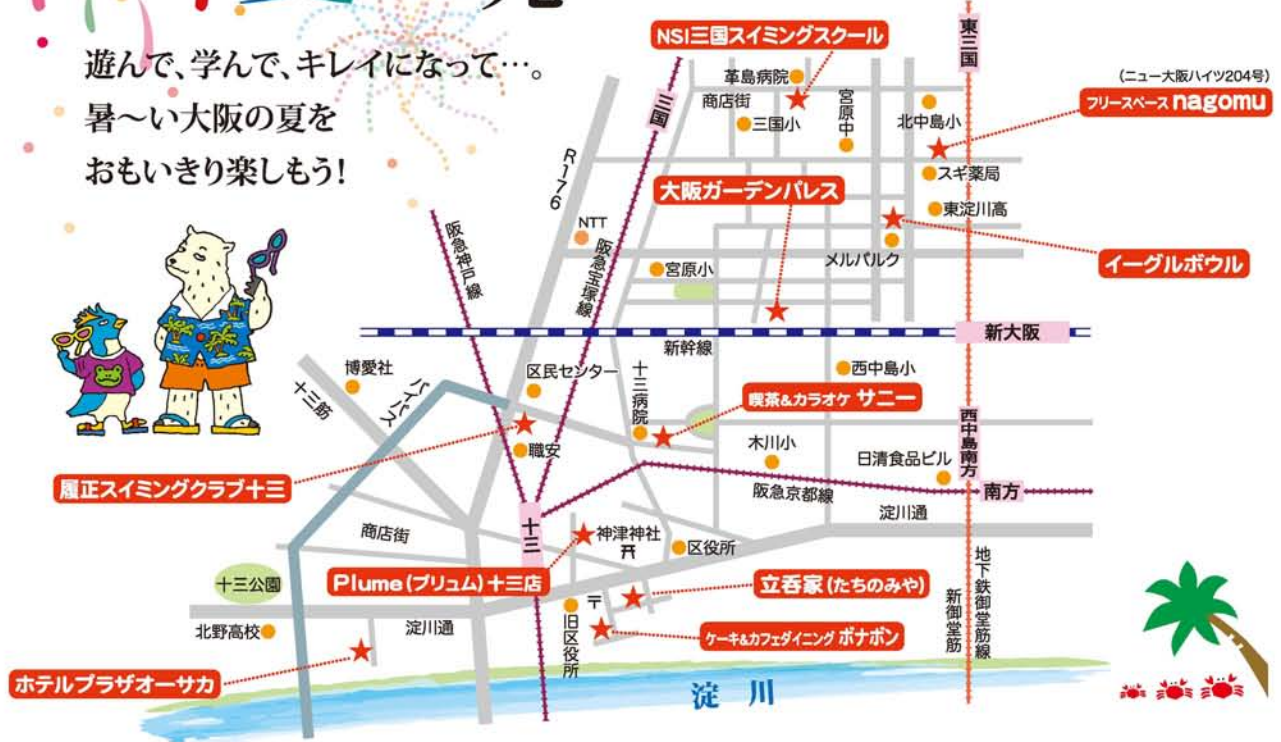 ナビ
遊んで、学んで、キレイになって…。
暑〜い大阪の夏を
おもいきり楽しもう!
NSI三国スイミングスクール
東三国
(ニュー大阪ハイツ204号)
フリースペース nagomu
革島病院
商店街
三国小
宮原中
北中島小
三国
スギ薬局
R176
大阪ガーデンパレス
東淀川高
NTT
阪急神戸線
阪急宝塚線
宮原小
メルパルク
イーグルボウル
新大阪
新幹線
博愛社
十三筋
バイパス
区民センター
十三病院
西中島小
喫茶&カラオケ サニー
西中島南方
職安
木川小
日清食品ビル
履正スイミングクラブ十三
阪急京都線
南方
淀川通
商店街
十三
神津神社
区役所
十三公園
Plume(プリュム)十三店
立呑家(たちのみや)
地下鉄御堂筋線
新御堂筋
〒
北野高校
淀川通
旧区役所
ケーキ&カフェダイニング ボナボン
ホテルプラザオーサカ
淀川